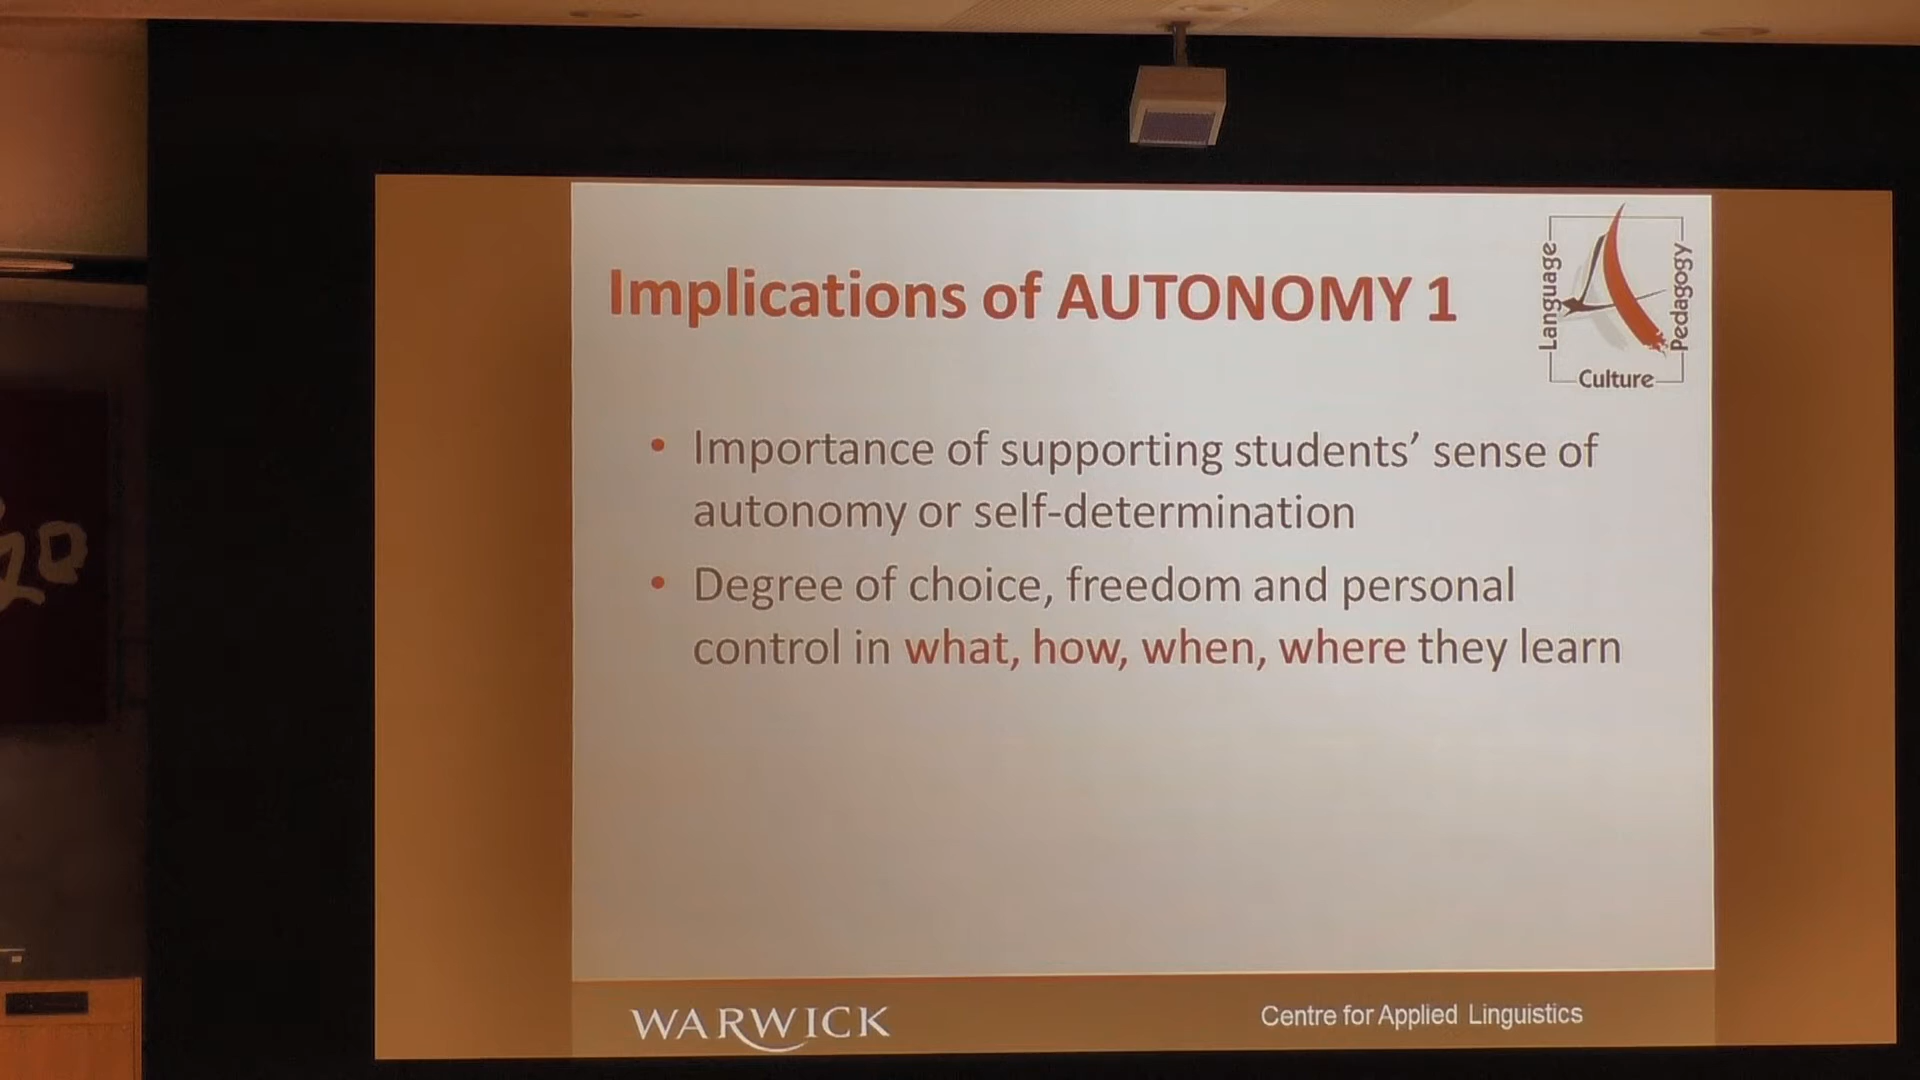 Implications of AUTONOMY 1
Language
Pedagogy
Culture
• Importance of supporting students’ sense of
autonomy or self-determination
• Degree of choice, freedom and personal
control in what, how, when, where they learn
WARWICK
Centre for Applied Linguistics